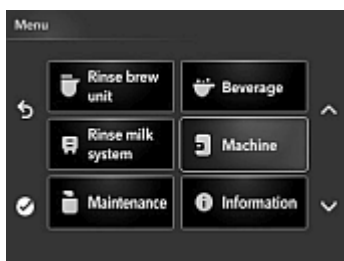 Menu
Rinse brew
unit
Beverage
Rinse milk
system
Machine
Maintenance
Information